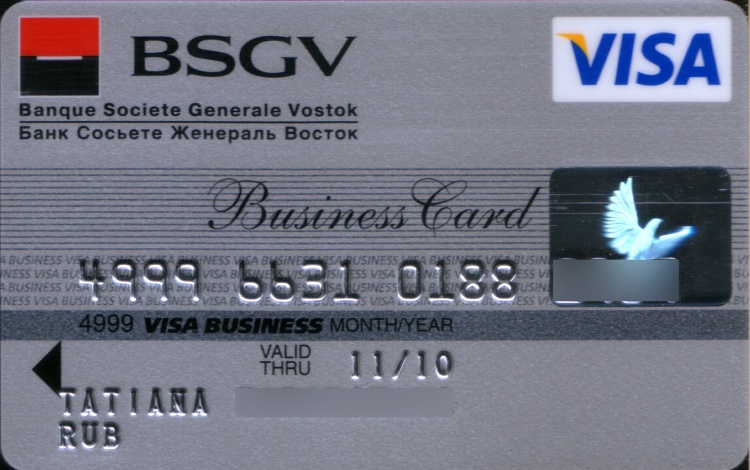 BSGV
VISA
Banque Societe Generale Vostok
Банк Сосьете Женераль Восток
Business Card
4999 6631 0188
4999 VISA BUSINESS MONTH/YEAR
VALID THRU 11/10
TATIANA
RUB